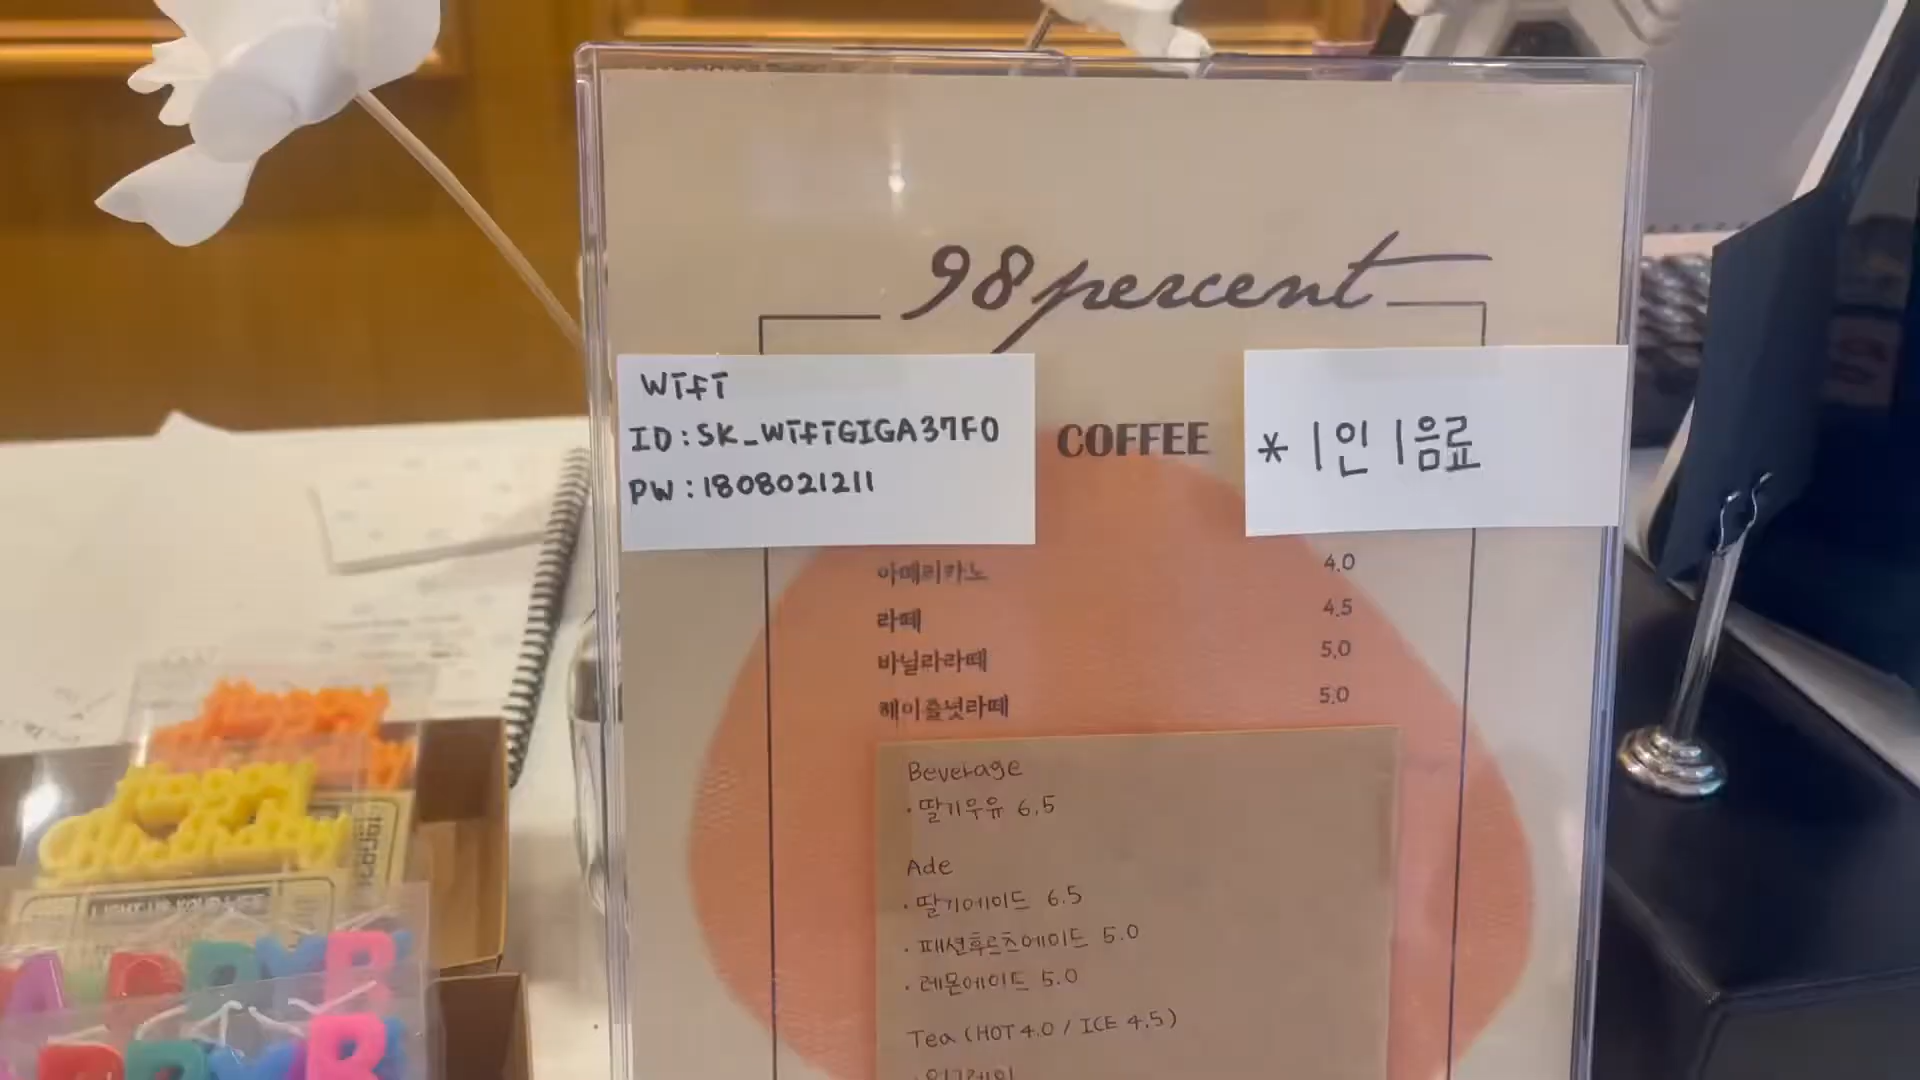 98 percent
Wifi
ID:SK_WifiGIGA37F0
PW:1808021211
COFFEE
* 1인 1음료
아메리카노 4.0
라떼 4.5
바닐라라떼 5.0
헤이즐넛라떼 5.0
Beverage
· 딸기우유 6.5
Ade
· 딸기에이드 6.5
· 패션후르츠에이드 5.0
· 레몬에이드 5.0
Tea (HOT 4.0 / ICE 4.5)
Happy
Birthday